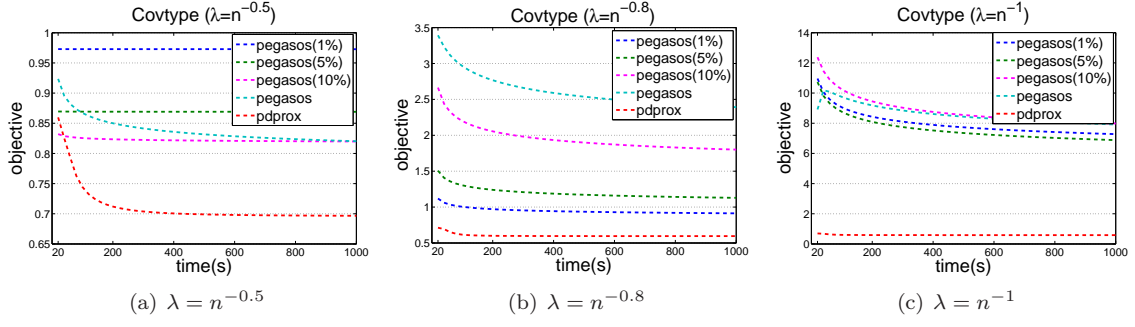 Covtype (λ=n^-0.5)
1
0.95
0.9
0.85
0.8
0.75
0.7
0.65
objective
pegasos(1%)
pegasos(5%)
pegasos(10%)
pegasos
pdprox
20 200 400 600 800 1000
time(s)
(a) λ = n^−0.5
Covtype (λ=n^-0.8)
3.5
3
2.5
2
1.5
1
0.5
objective
pegasos(1%)
pegasos(5%)
pegasos(10%)
pegasos
pdprox
20 200 400 600 800 1000
time(s)
(b) λ = n^−0.8
Covtype (λ=n^-1)
14
12
10
8
6
4
2
0
objective
pegasos(1%)
pegasos(5%)
pegasos(10%)
pegasos
pdprox
20 200 400 600 800 1000
time(s)
(c) λ = n^−1